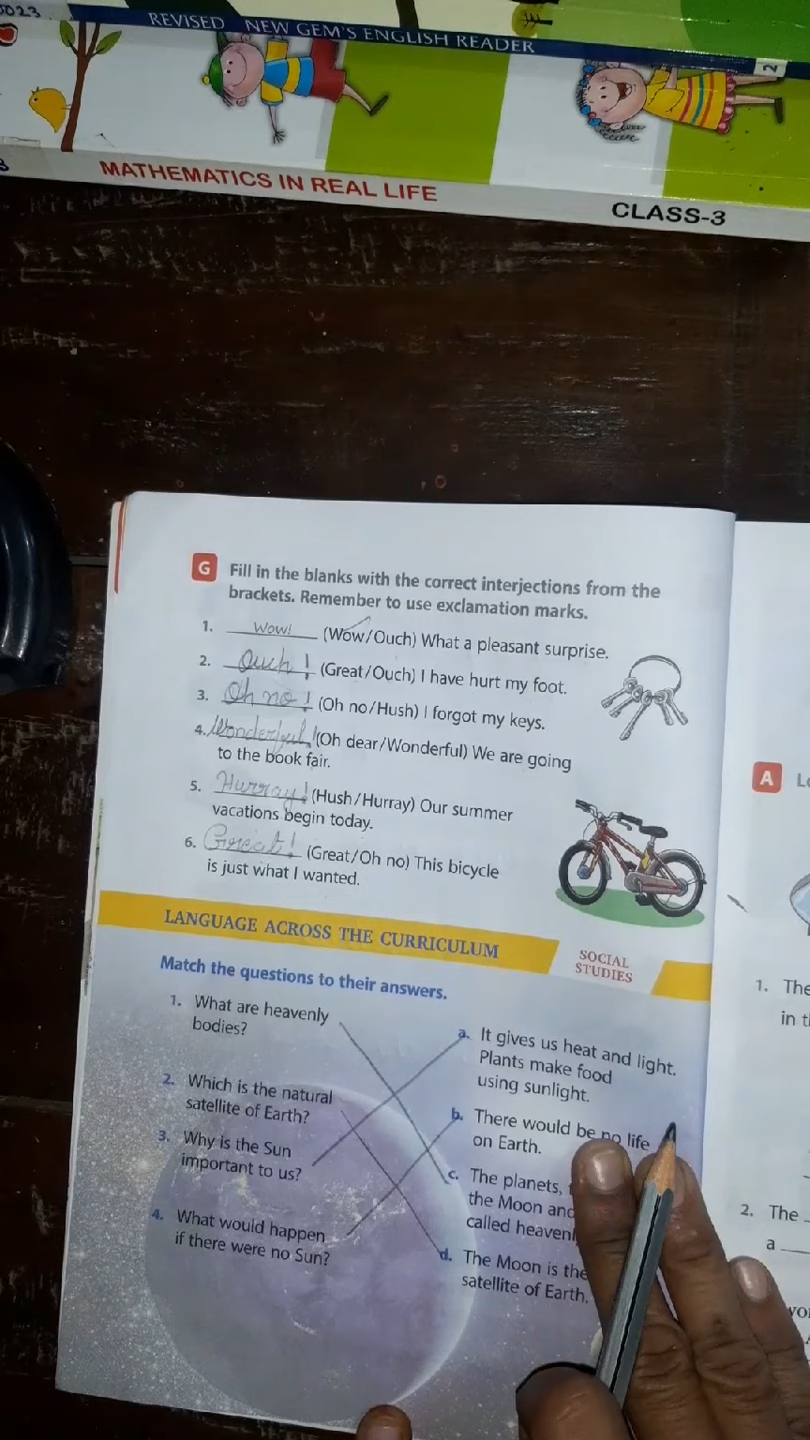 REVISED NEW GEM'S ENGLISH READER
2
MATHEMATICS IN REAL LIFE
CLASS-3
G Fill in the blanks with the correct interjections from the
brackets. Remember to use exclamation marks.
1. Wow! (Wow/Ouch) What a pleasant surprise.
2. Ouch! (Great/Ouch) I have hurt my foot.
3. Oh no! (Oh no/Hush) I forgot my keys.
4. Wonderful! (Oh dear/Wonderful) We are going
to the book fair.
5. Hurray! (Hush/Hurray) Our summer
vacations begin today.
6. Great! (Great/Oh no) This bicycle
is just what I wanted.
LANGUAGE ACROSS THE CURRICULUM
SOCIAL
STUDIES
Match the questions to their answers.
1. What are heavenly
bodies?
2. Which is the natural
satellite of Earth?
3. Why is the Sun
important to us?
4. What would happen
if there were no Sun?
a. It gives us heat and light.
Plants make food
using sunlight.
b. There would be no life
on Earth.
c. The planets,
the Moon and
called
d. The Moon is the
satellite of Earth.
A
1. The
2. The
a